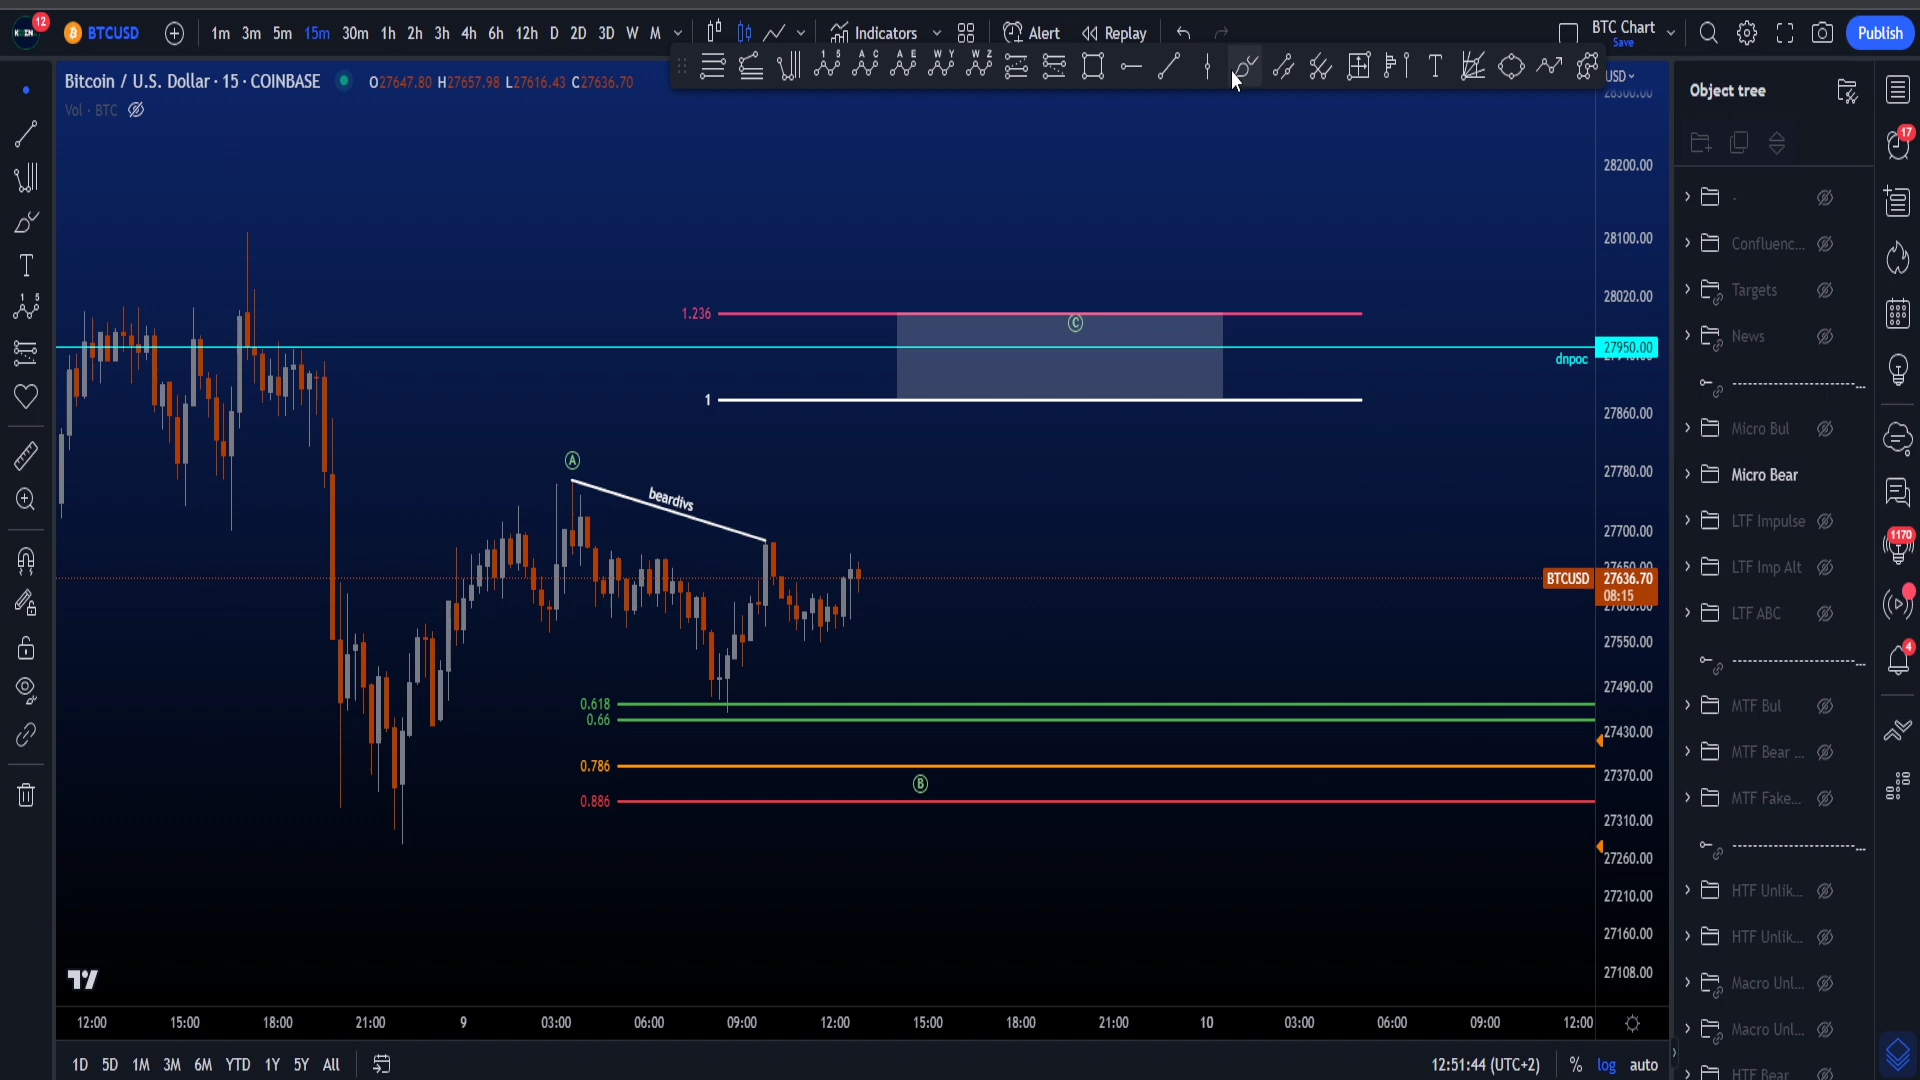 12
BTCUSD 1m 3m 5m 15m 30m 1h 2h 3h 4h 6h 12h D 2D 3D W M Indicators Alert Replay BTC Chart Save Publish
Bitcoin / U.S. Dollar · 15 · COINBASE O27647.80 H27657.98 L27616.43 C27636.70
Vol · BTC
USD
28300.00
28200.00
28100.00
28020.00
27950.00
dnpoc
27860.00
27780.00
27700.00
27650.00
BTCUSD 27636.70
08:15
27600.00
27550.00
27490.00
27430.00
27370.00
27310.00
27260.00
27210.00
27160.00
27108.00
1.236
C
1
A
beardivs
0.618
0.66
0.786
B
0.886
12:00 15:00 18:00 21:00 9 03:00 06:00 09:00 12:00 15:00 18:00 21:00 10 03:00 06:00 09:00 12:00
1D 5D 1M 3M 6M YTD 1Y 5Y All 12:51:44 (UTC+2) % log auto
Object tree
-
Confluenc...
Targets
News
Micro Bul
Micro Bear
LTF Impulse
LTF Imp Alt
LTF ABC
MTF Bul
MTF Bear ...
MTF Fake...
HTF Unlik...
HTF Unlik...
Macro Unl...
Macro Unl...
HTF Bear
17
1170
4